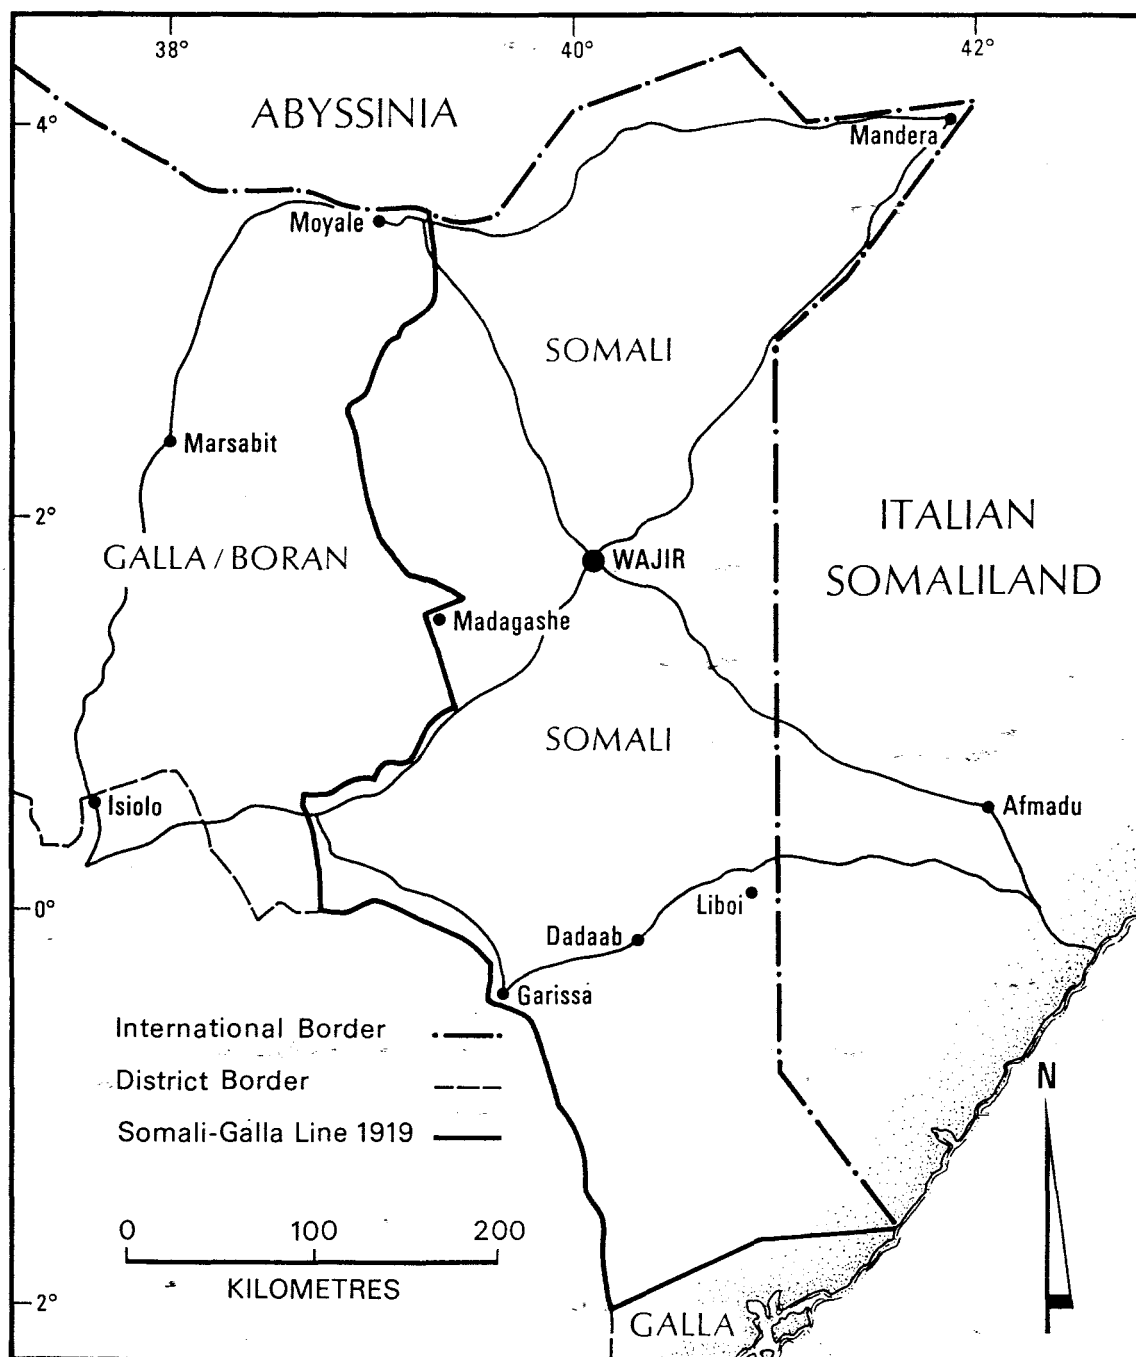 38°
40°
42°
4°
ABYSSINIA
Mandera
Moyale
SOMALI
Marsabit
2°
ITALIAN
SOMALILAND
GALLA / BORAN
WAJIR
Madagashe
SOMALI
Isiolo
Afmadu
Liboi
0°
Dadaab
Garissa
International Border
District Border
Somali-Galla Line 1919
N
0 100 200
KILOMETRES
2°
GALLA